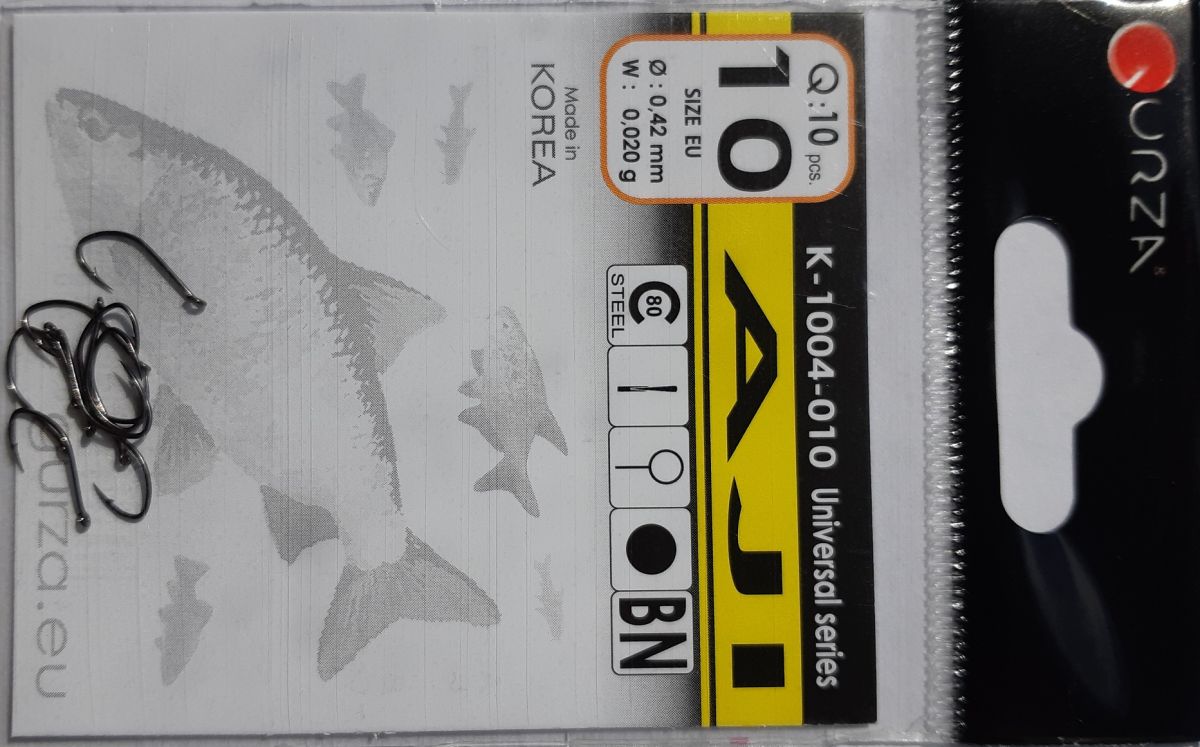 GURZA®
K-1004-010 Universal series
Q:10 pcs.
10
SIZE EU
Ø : 0,42 mm
W : 0,020 g
AJI
C 80
STEEL
BN
Made in
KOREA
gurza.eu